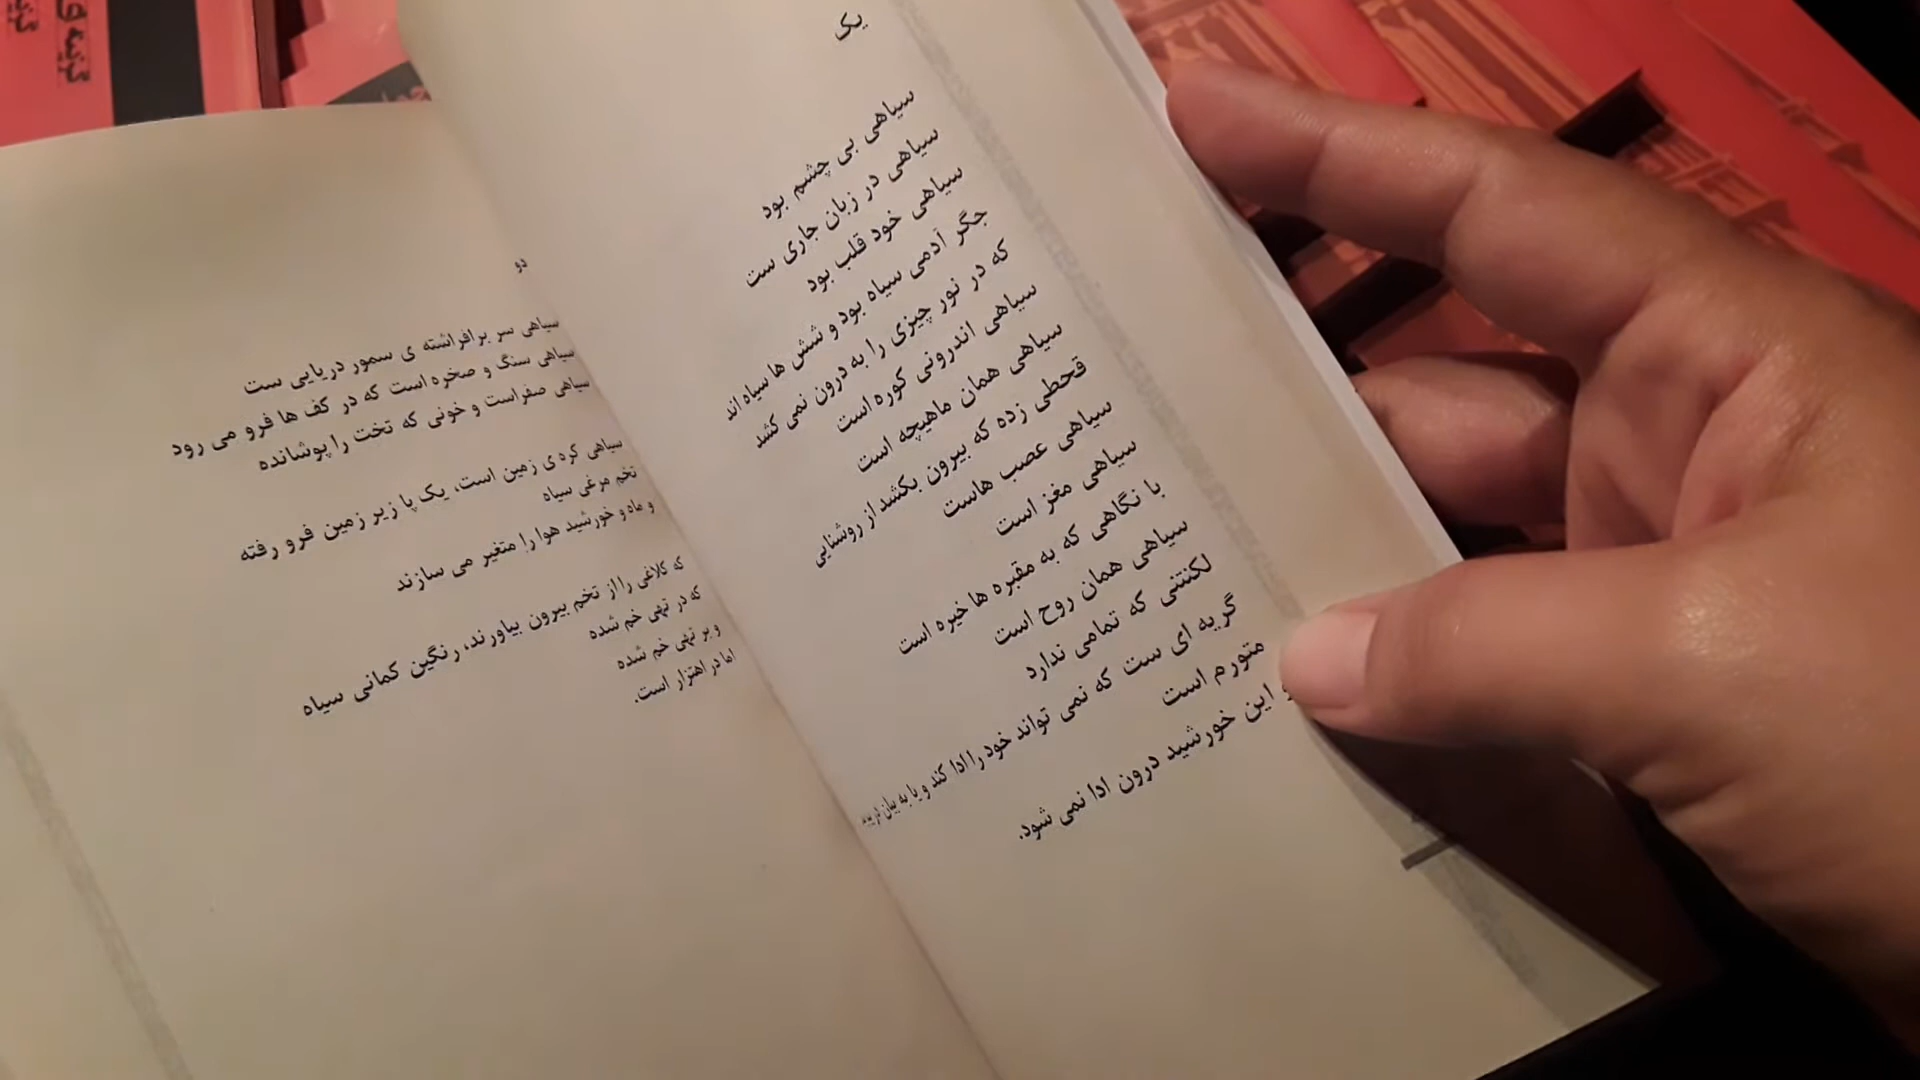 یک
سیاهی بی چشم بود
سیاهی در زبان جاری ست
سیاهی خود قلب بود
جگر آدمی سیاه بود و شش ها سیاه اند
که در نور چیزی را به درون نمی کشد
سیاهی اندرونی کوره است
سیاهی همان ماهیچه است
قحطی زده که بیرون بکشد از روشنایی
سیاهی عصب هاست
سیاهی مغز است
با نگاهی که به مقبره ها خیره است
سیاهی همان روح است
لکنتی که تمامی ندارد
گریه ای ست که نمی تواند خود را ادا کند و یا به بیان
متورم است
این خورشید درون ادا نمی شود.
دو
سیاهی سر برافراشته ی سمور دریایی ست
سیاهی سنگ و صخره است که در کف ها فرو می رود
سیاهی صفراست و خونی که تخت را پوشانده
سیاهی کره ی زمین است، یک پا زیر زمین فرو رفته
تخم مرغی سیاه
و ماه و خورشید هوا را متغیر می سازند
که کلاغی را از تخم بیرون بیاورند، رنگین کمانی سیاه
که در تهی خم شده
و بر تهی خم شده
اما در اهتزار است.